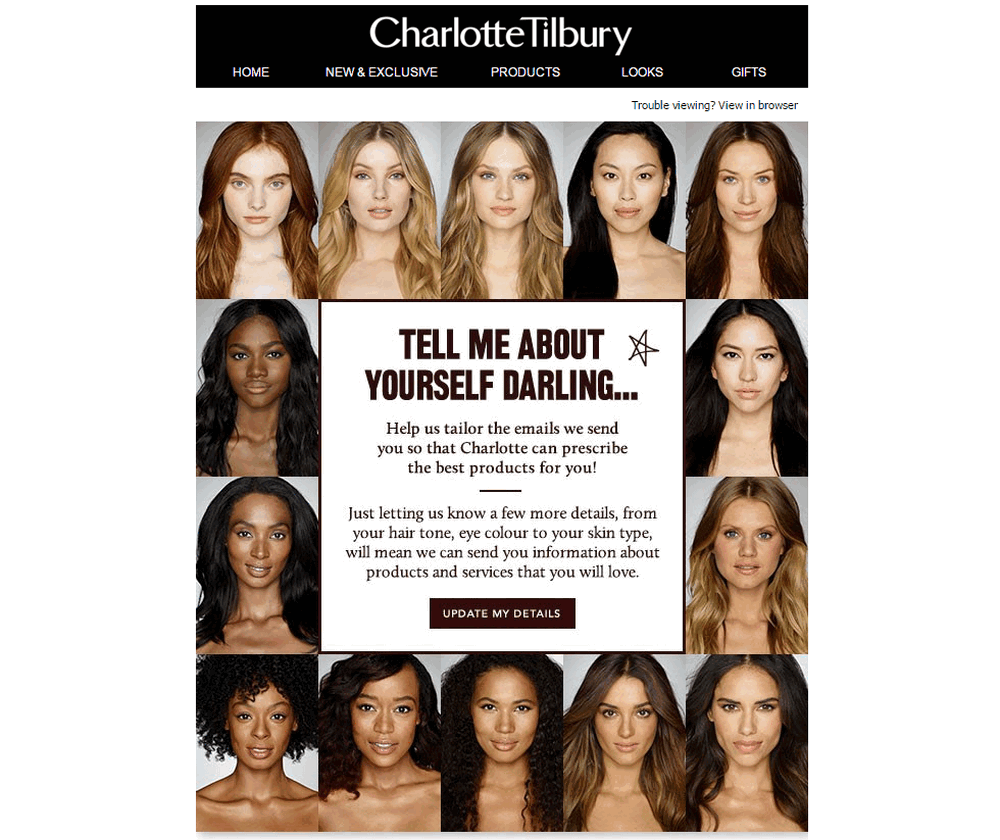 CharlotteTilbury
HOME NEW & EXCLUSIVE PRODUCTS LOOKS GIFTS
Trouble viewing? View in browser
TELL ME ABOUT
YOURSELF DARLING...
Help us tailor the emails we send
you so that Charlotte can prescribe
the best products for you!
Just letting us know a few more details, from
your hair tone, eye colour to your skin type,
will mean we can send you information about
products and services that you will love.
UPDATE MY DETAILS